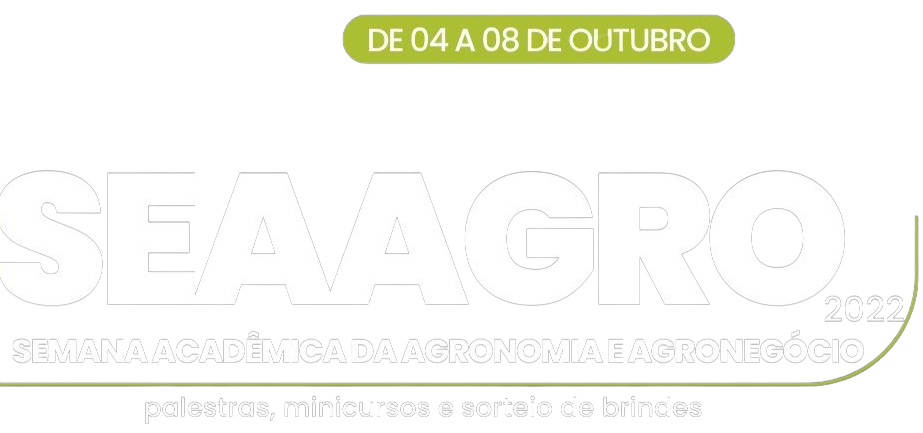 DE 04 A 08 DE OUTUBRO
SEAAGRO
2022
SEMANA ACADÊMICA DA AGRONOMIA E AGRONEGÓCIO
palestras, minicursos e sorteio de brindes